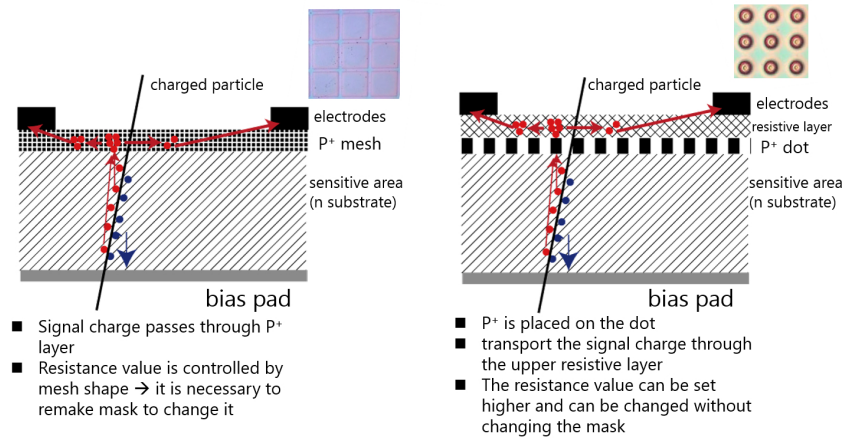 charged particle
electrodes
P⁺ mesh
sensitive area
(n substrate)
bias pad
■ Signal charge passes through P⁺
layer
■ Resistance value is controlled by
mesh shape → it is necessary to
remake mask to change it
charged particle
electrodes
resistive layer
P⁺ dot
sensitive area
(n substrate)
bias pad
■ P⁺ is placed on the dot
■ transport the signal charge through
the upper resistive layer
■ The resistance value can be set
higher and can be changed without
changing the mask